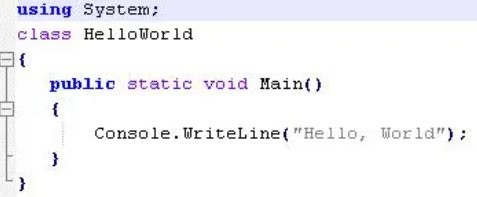 using System;
class HelloWorld
{
    public static void Main()
    {
        Console.WriteLine("Hello, World");
    }
}